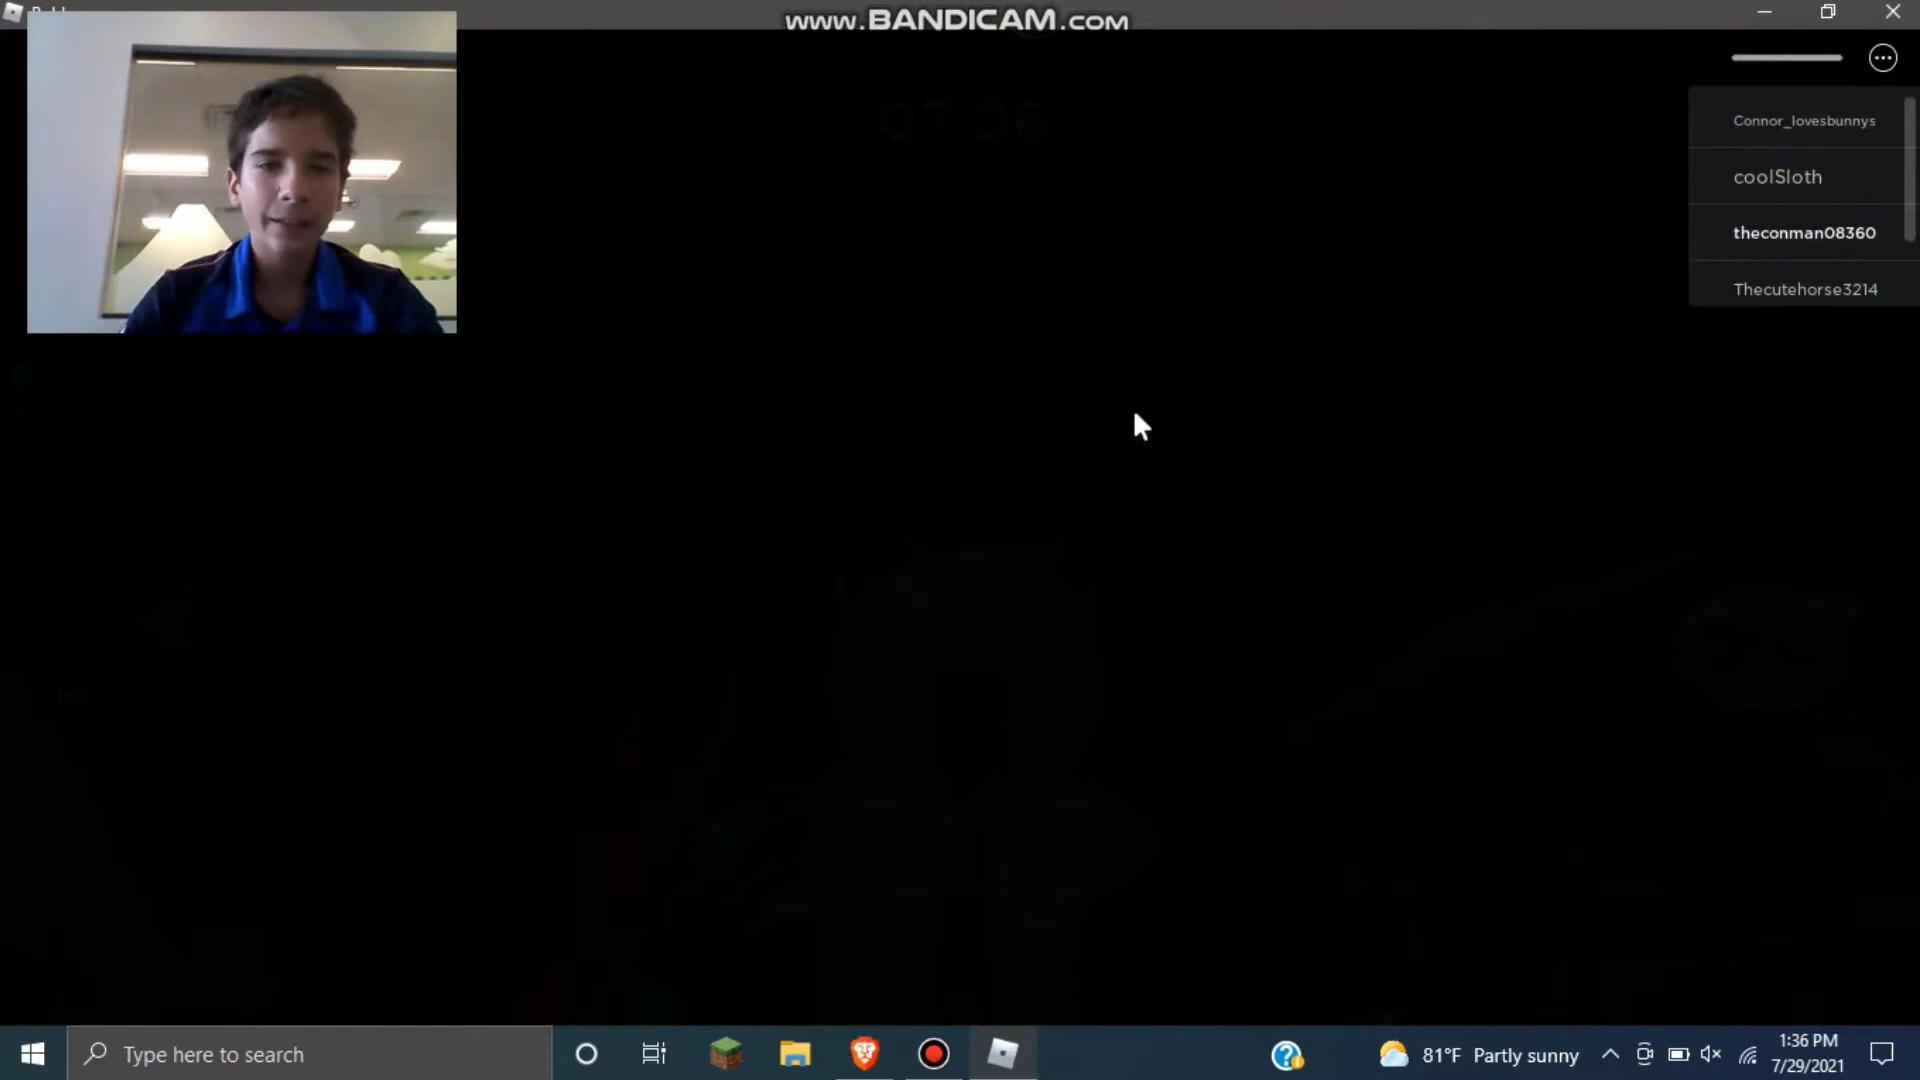 www.BANDICAM.com
Connor_lovesbunnys
coolSloth
theconman08360
Thecutehorse3214
Type here to search
81°F Partly sunny
1:36 PM
7/29/2021